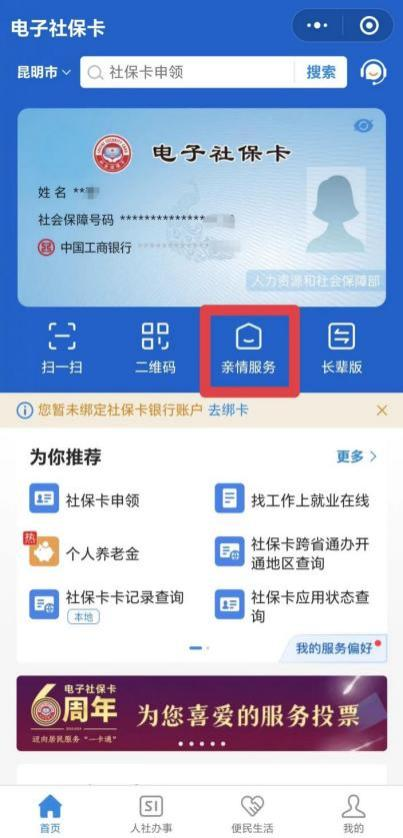 电子社保卡
昆明市
社保卡申领
搜索
电子社保卡
姓 名 **
社会保障号码 **************
中国工商银行
人力资源和社会保障部
扫一扫
二维码
亲情服务
长辈版
您暂未绑定社保卡银行账户 去绑卡
为你推荐
更多
社保卡申领
找工作上就业在线
热
个人养老金
社保卡跨省通办开
通地区查询
社保卡卡记录查询
本地
社保卡应用状态查
询
我的服务偏好
电子社保卡
6周年
迈向居民服务“一卡通”
为您喜爱的服务投票
首页
SI
人社办事
便民生活
我的